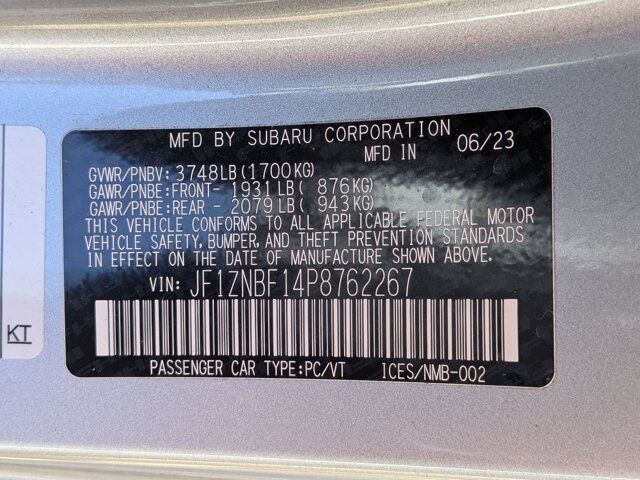 MFD BY SUBARU CORPORATION
MFD IN 06/23
GVWR/PNBV: 3748LB(1700KG)
GAWR/PNBE:FRONT- 1931LB( 876KG)
GAWR/PNBE:REAR - 2079LB( 943KG)
THIS VEHICLE CONFORMS TO ALL APPLICABLE FEDERAL MOTOR
VEHICLE SAFETY, BUMPER, AND THEFT PREVENTION STANDARDS
IN EFFECT ON THE DATE OF MANUFACTURE SHOWN ABOVE.
VIN: JF1ZNBF14P8762267
PASSENGER CAR TYPE:PC/VT ICES/NMB-002
KT